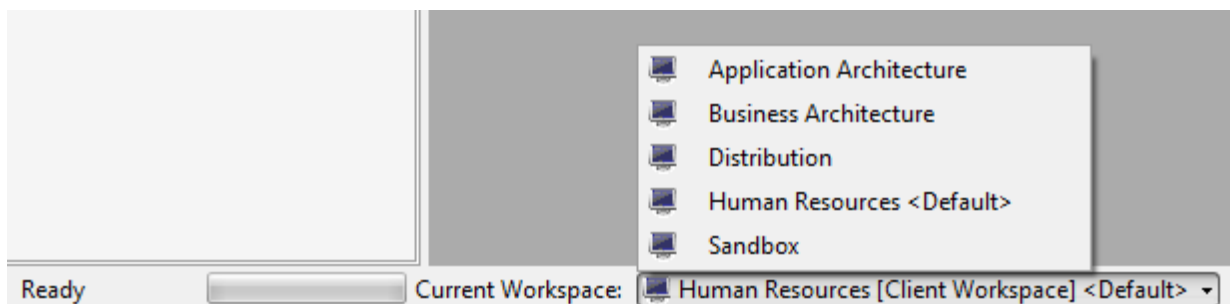 Application Architecture
Business Architecture
Distribution
Human Resources <Default>
Sandbox
Ready Current Workspace: Human Resources [Client Workspace] <Default>